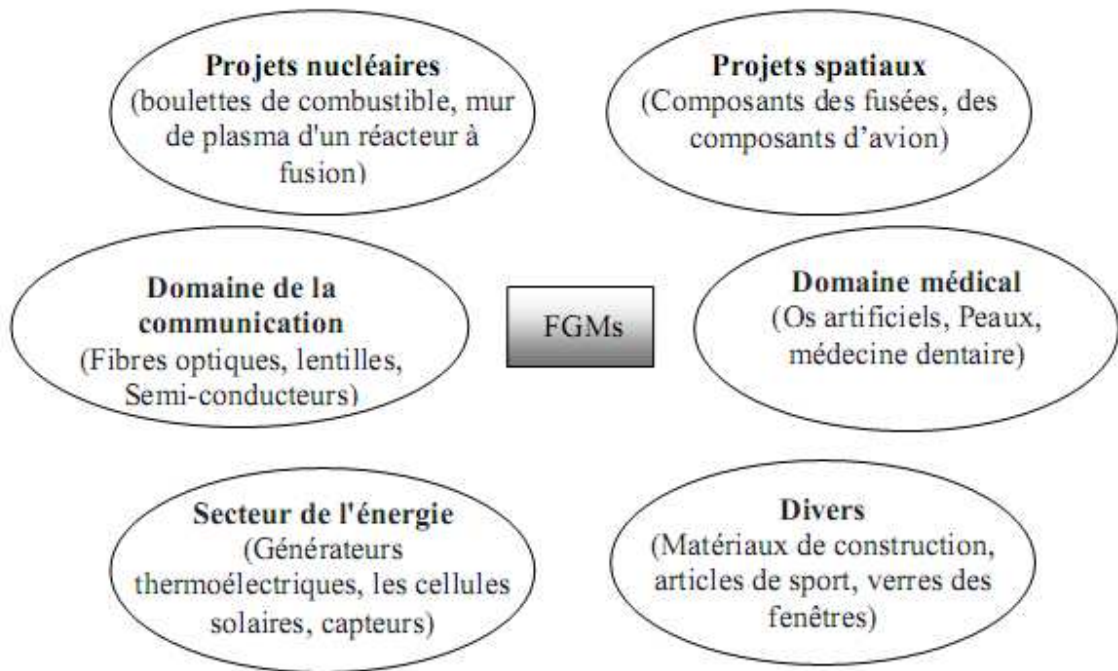 Projets nucléaires
(boulettes de combustible, mur
de plasma d'un réacteur à
fusion)
Projets spatiaux
(Composants des fusées, des
composants d’avion)
Domaine de la
communication
(Fibres optiques, lentilles,
Semi-conducteurs)
FGMs
Domaine médical
(Os artificiels, Peaux,
médecine dentaire)
Secteur de l'énergie
(Générateurs
thermoélectriques, les cellules
solaires, capteurs)
Divers
(Matériaux de construction,
articles de sport, verres des
fenêtres)